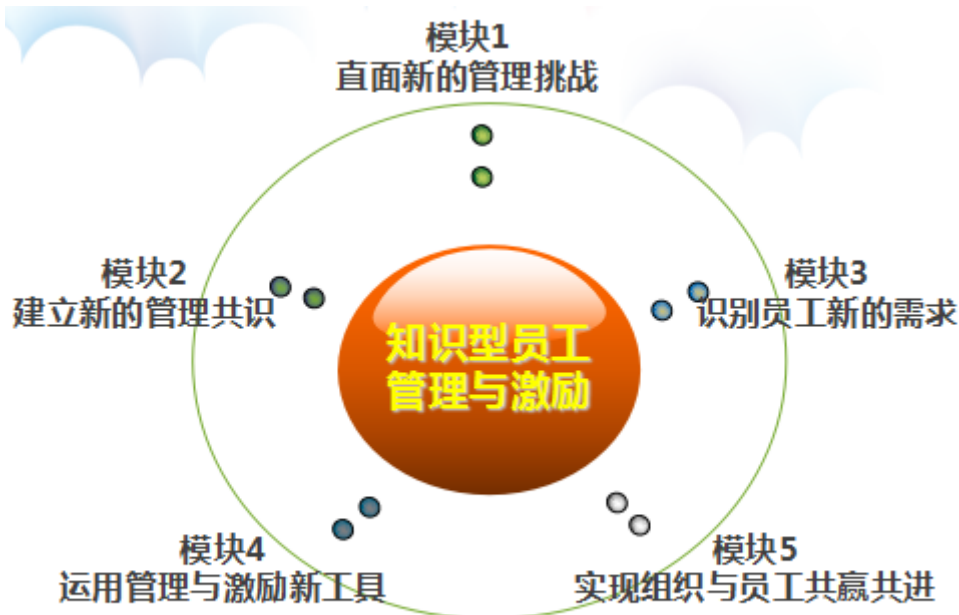 模块1
直面新的管理挑战
模块2
建立新的管理共识
模块3
识别员工新的需求
知识型员工
管理与激励
模块4
运用管理与激励新工具
模块5
实现组织与员工共赢共进